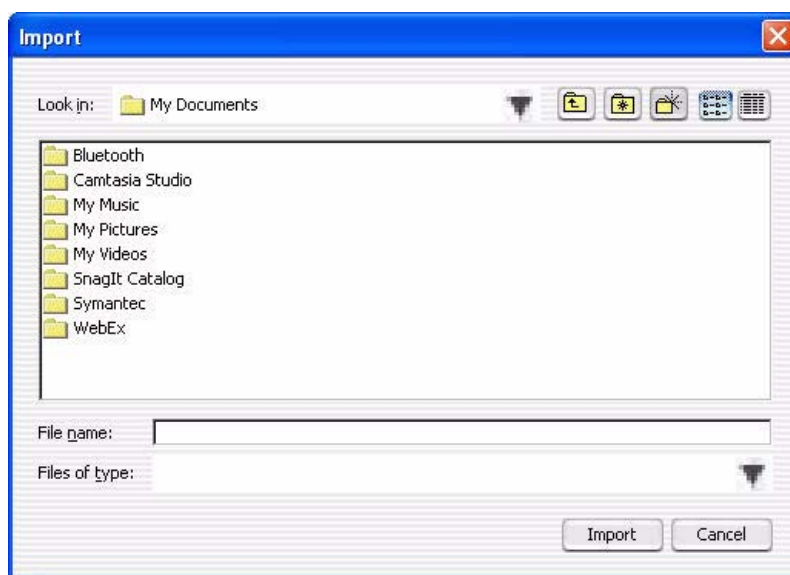 Import
Look in: My Documents
Bluetooth
Camtasia Studio
My Music
My Pictures
My Videos
SnagIt Catalog
Symantec
WebEx
File name:
Files of type:
Import Cancel